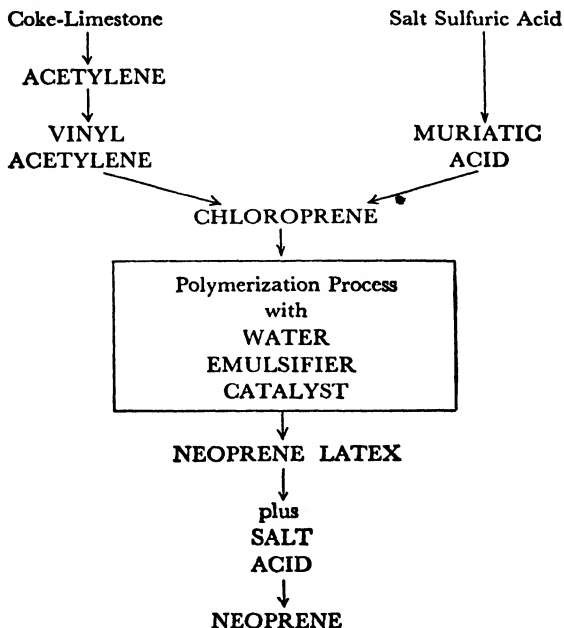 Coke-Limestone
Salt Sulfuric Acid
ACETYLENE
VINYL
ACETYLENE
MURIATIC
ACID
CHLOROPRENE
Polymerization Process
with
WATER
EMULSIFIER
CATALYST
NEOPRENE LATEX
plus
SALT
ACID
NEOPRENE